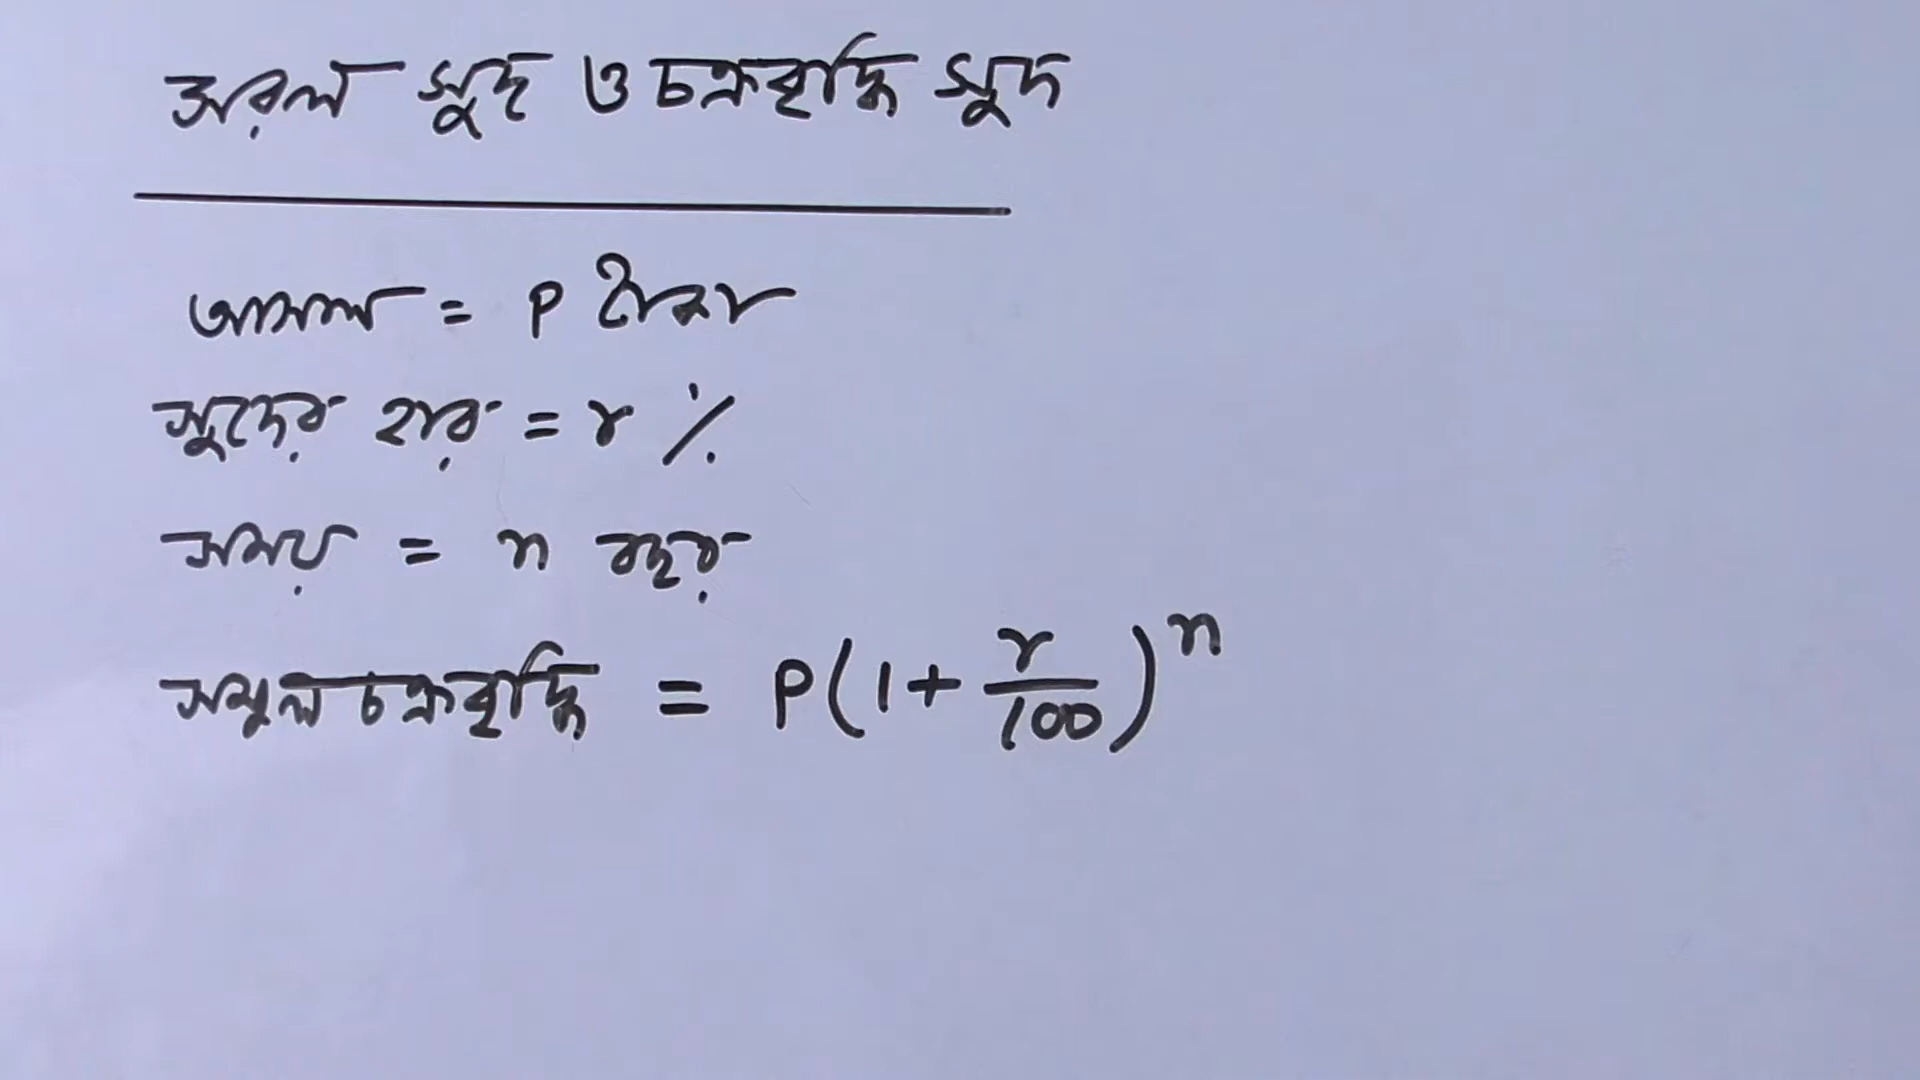 সরল সুদ ও চক্রবৃদ্ধি সুদ
আসল = P টাকা
সুদের হার = r %
সময় = n বছর
সমূল চক্রবৃদ্ধি = P(1+r/100)^n